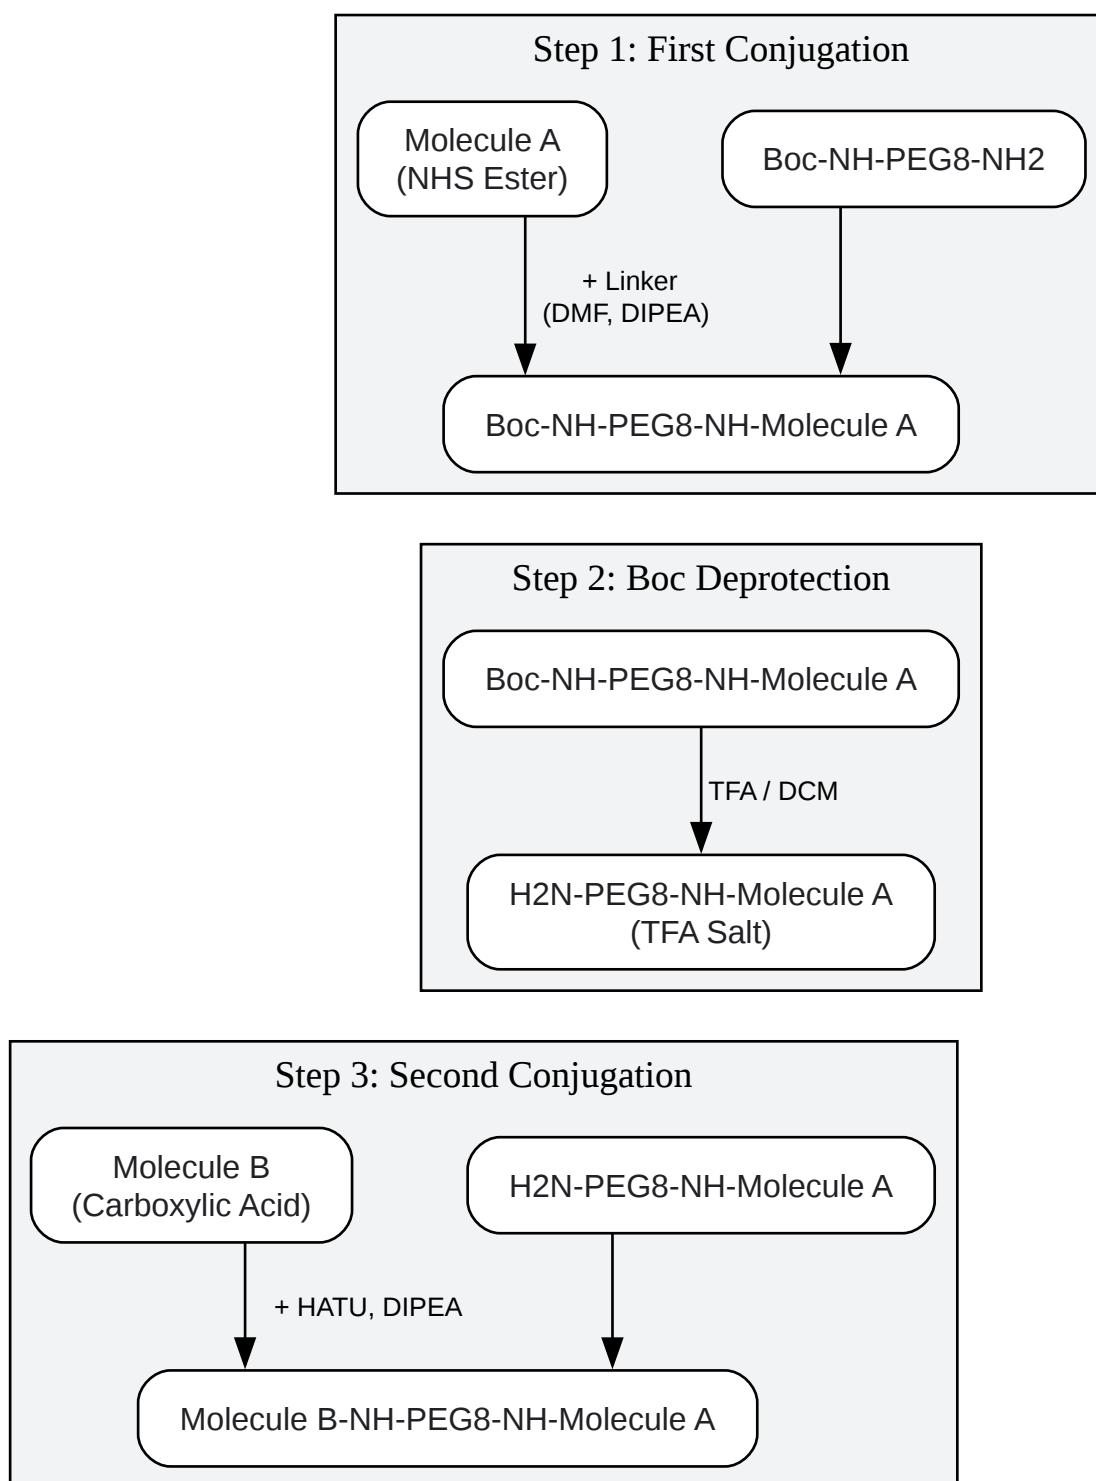 Step 1: First Conjugation
Molecule A
(NHS Ester)
Boc-NH-PEG8-NH2
+ Linker
(DMF, DIPEA)
Boc-NH-PEG8-NH-Molecule A
Step 2: Boc Deprotection
Boc-NH-PEG8-NH-Molecule A
TFA / DCM
H2N-PEG8-NH-Molecule A
(TFA Salt)
Step 3: Second Conjugation
Molecule B
(Carboxylic Acid)
H2N-PEG8-NH-Molecule A
+ HATU, DIPEA
Molecule B-NH-PEG8-NH-Molecule A